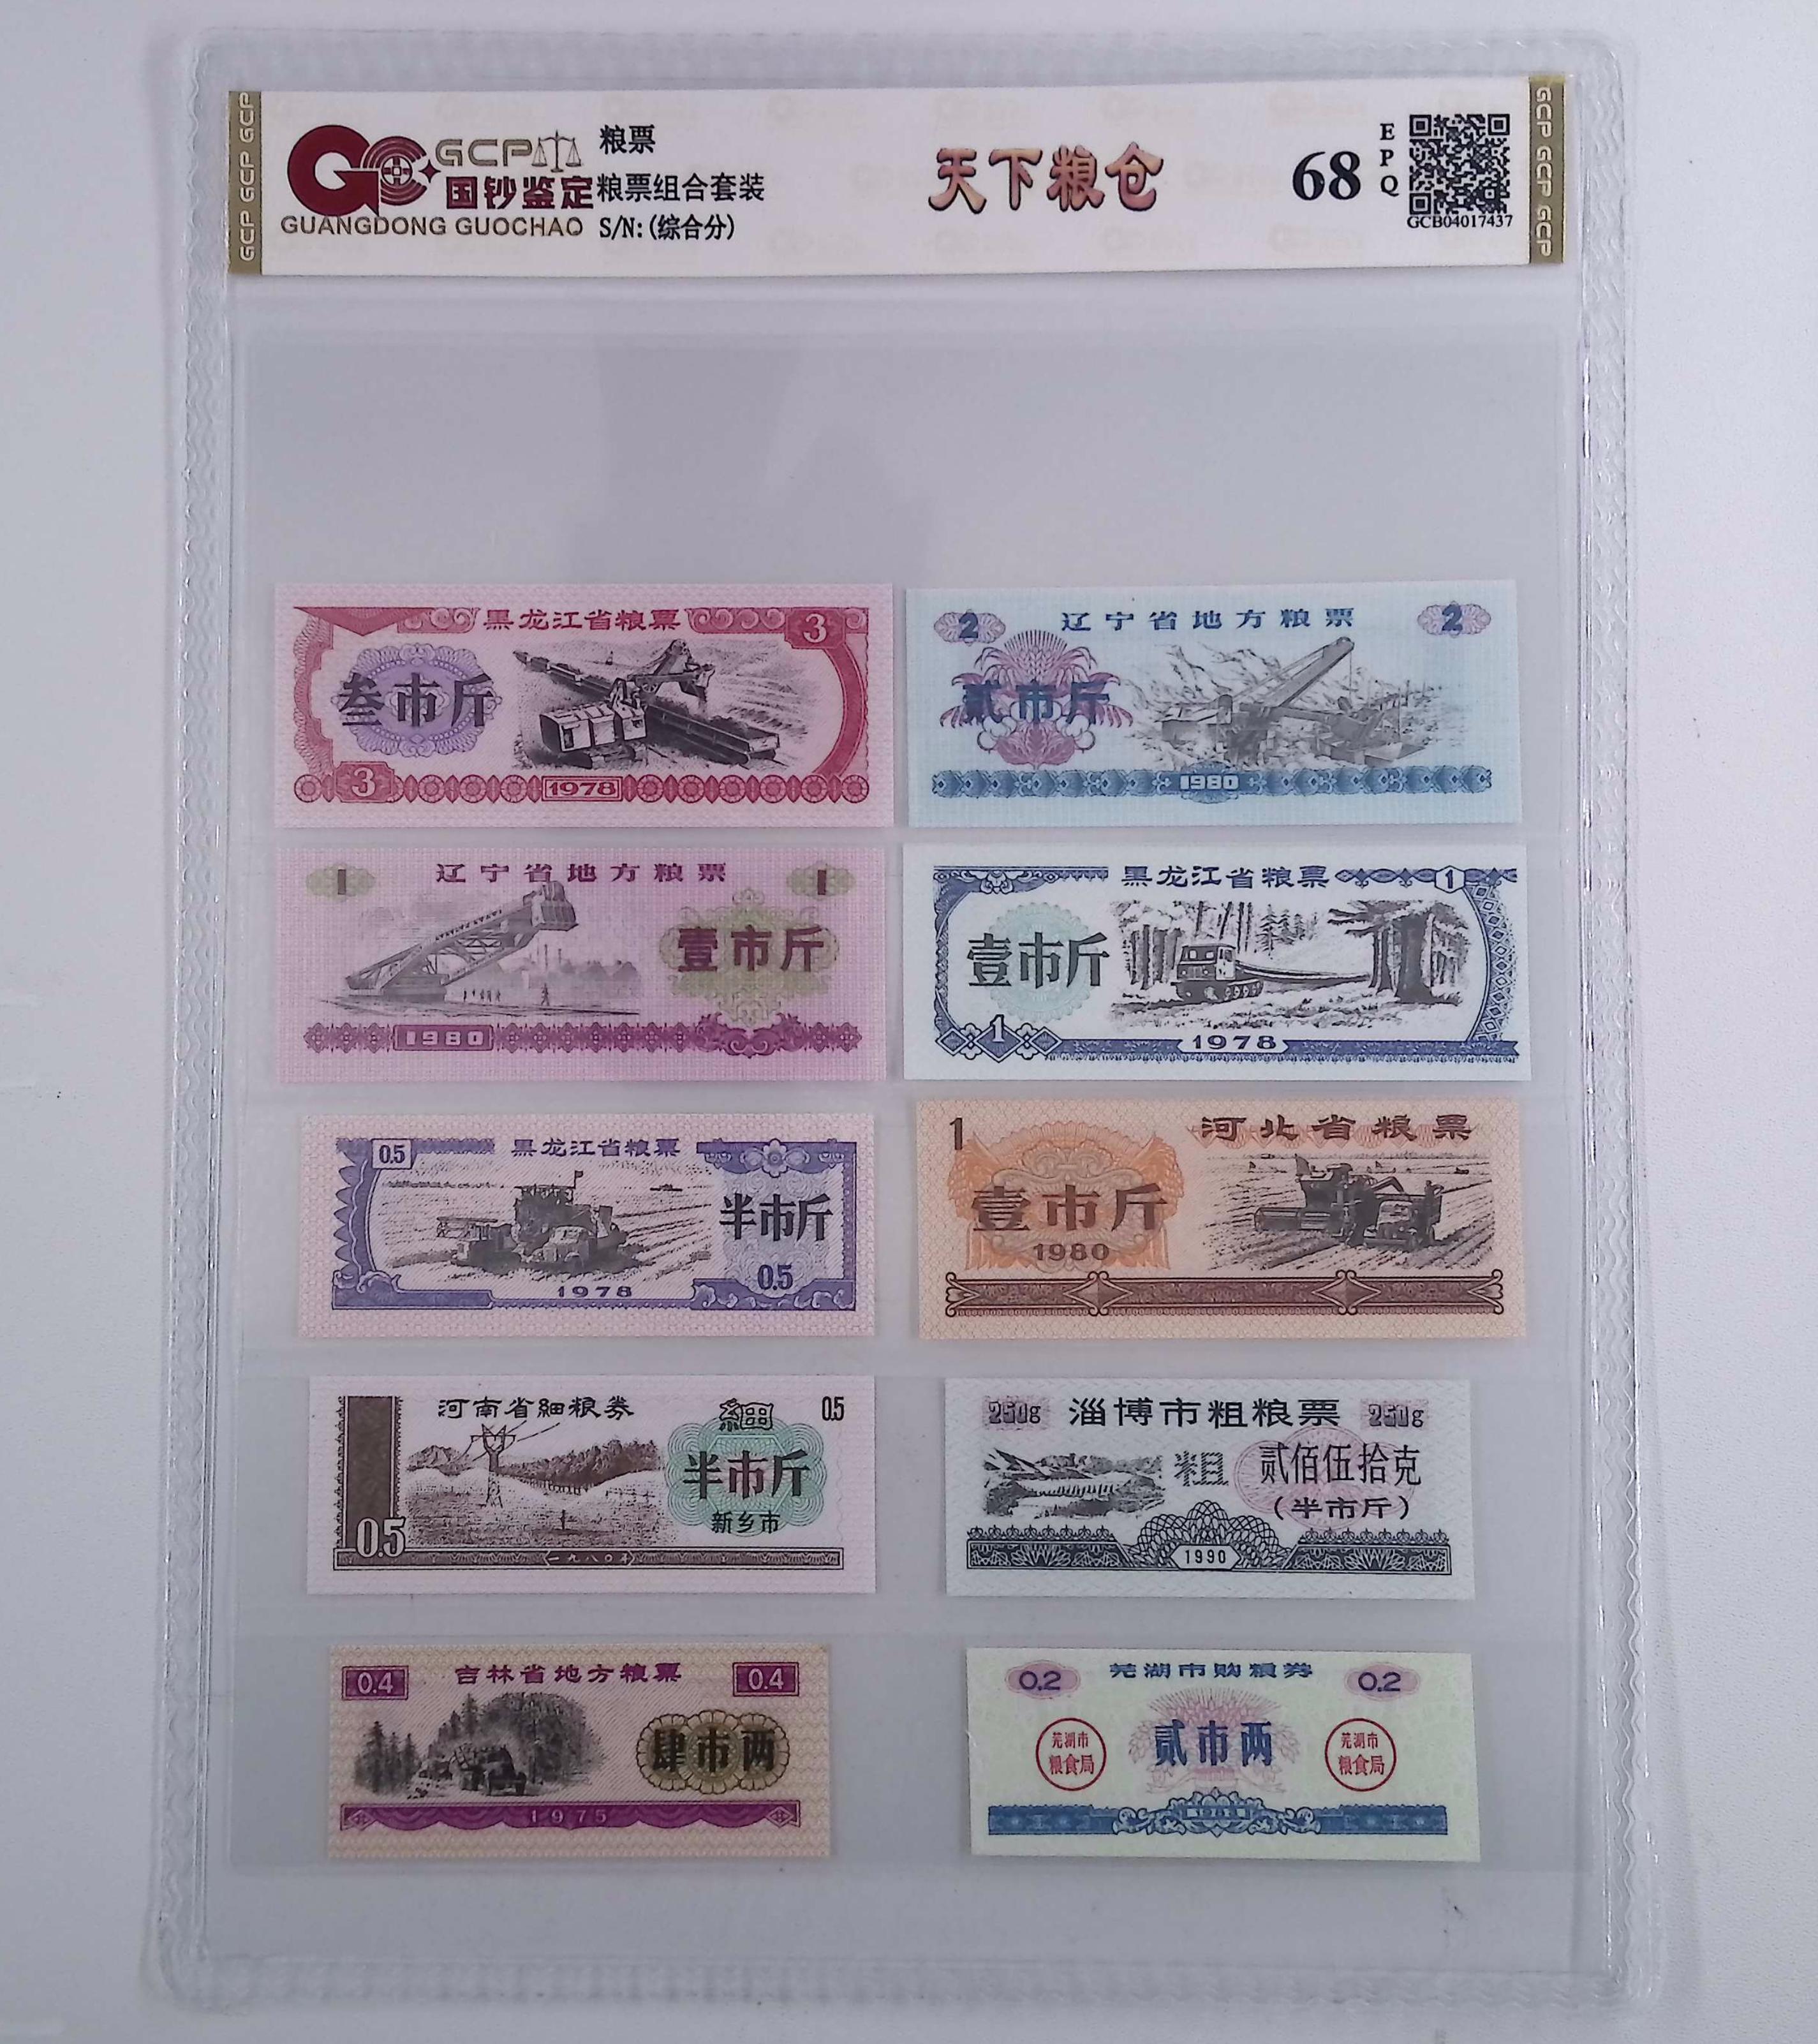 GCP GCP GCP
GCP
国钞鉴定
GUANGDONG GUOCHAO
粮票
粮票组合套装
S/N: (综合分)
天下粮仓
68
EPQ
GCB04017437
GCP GCP GCP
黑龙江省粮票
3
叁市斤
3
1978
2
辽宁省地方粮票
2
贰市斤
1980
1
辽宁省地方粮票
1
壹市斤
1980
黑龙江省粮票
1
壹市斤
1
1978
0.5
黑龙江省粮票
半市斤
0.5
1978
1
河北省粮票
壹市斤
1980
河南省细粮券
細
0.5
半市斤
新乡市
0.5
一九八〇年
250g
淄博市粗粮票
250g
粗
贰佰伍拾克
(半市斤)
1990
0.4
吉林省地方粮票
0.4
肆市两
1975
0.2
芜湖市购粮券
0.2
芜湖市
粮食局
贰市两
芜湖市
粮食局